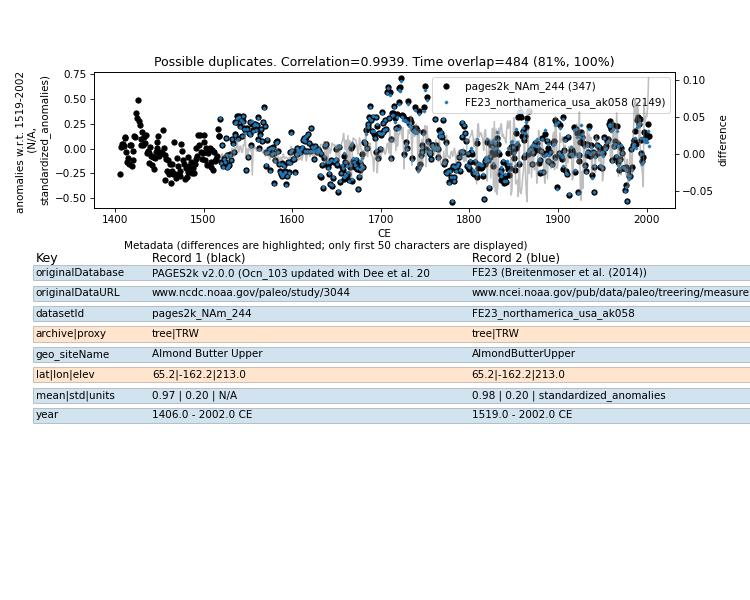 Possible duplicates. Correlation=0.9939. Time overlap=484 (81%, 100%)
anomalies w.r.t. 1519-2002
(N/A,
standardized_anomalies)
0.75
0.50
0.25
0.00
−0.25
−0.50
pages2k_NAm_244 (347)
FE23_northamerica_usa_ak058 (2149)
0.10
0.05
0.00
−0.05
difference
1400 1500 1600 1700 1800 1900 2000
CE
Metadata (differences are highlighted; only first 50 characters are displayed)
Key Record 1 (black) Record 2 (blue)
originalDatabase PAGES2k v2.0.0 (Ocn_103 updated with Dee et al. 20 FE23 (Breitenmoser et al. (2014))
originalDataURL www.ncdc.noaa.gov/paleo/study/3044 www.ncei.noaa.gov/pub/data/paleo/treering/measure
datasetId pages2k_NAm_244 FE23_northamerica_usa_ak058
archive|proxy tree|TRW tree|TRW
geo_siteName Almond Butter Upper AlmondButterUpper
lat|lon|elev 65.2|-162.2|213.0 65.2|-162.2|213.0
mean|std|units 0.97 | 0.20 | N/A 0.98 | 0.20 | standardized_anomalies
year 1406.0 - 2002.0 CE 1519.0 - 2002.0 CE